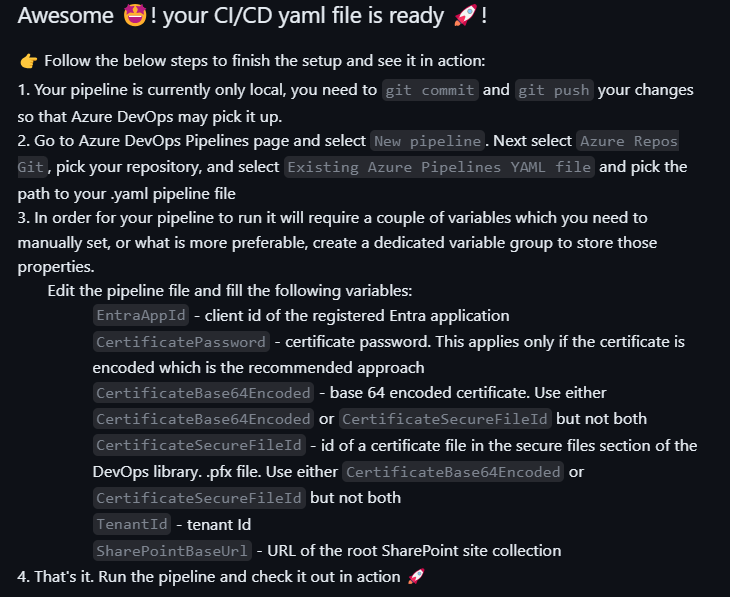 Awesome 🤩! your CI/CD yaml file is ready 🚀!
👉 Follow the below steps to finish the setup and see it in action:
1. Your pipeline is currently only local, you need to git commit and git push your changes
so that Azure DevOps may pick it up.
2. Go to Azure DevOps Pipelines page and select New pipeline. Next select Azure Repos
Git, pick your repository, and select Existing Azure Pipelines YAML file and pick the
path to your .yaml pipeline file
3. In order for your pipeline to run it will require a couple of variables which you need to
manually set, or what is more preferable, create a dedicated variable group to store those
properties.
Edit the pipeline file and fill the following variables:
EntraAppId - client id of the registered Entra application
CertificatePassword - certificate password. This applies only if the certificate is
encoded which is the recommended approach
CertificateBase64Encoded - base 64 encoded certificate. Use either
CertificateBase64Encoded or CertificateSecureFileId but not both
CertificateSecureFileId - id of a certificate file in the secure files section of the
DevOps library. .pfx file. Use either CertificateBase64Encoded or
CertificateSecureFileId but not both
TenantId - tenant Id
SharePointBaseUrl - URL of the root SharePoint site collection
4. That's it. Run the pipeline and check it out in action 🚀